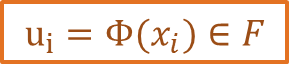 uᵢ = Φ(xᵢ) ∈ F